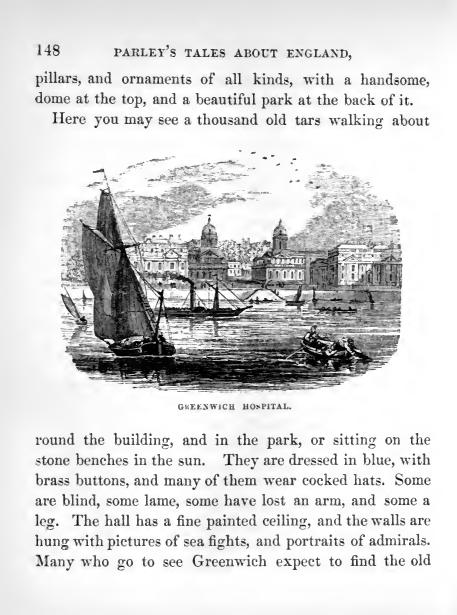 148 PARLEY'S TALES ABOUT ENGLAND,
pillars, and ornaments of all kinds, with a handsome,
dome at the top, and a beautiful park at the back of it.
Here you may see a thousand old tars walking about
GREENWICH HOSPITAL.
round the building, and in the park, or sitting on the
stone benches in the sun. They are dressed in blue, with
brass buttons, and many of them wear cocked hats. Some
are blind, some lame, some have lost an arm, and some a
leg. The hall has a fine painted ceiling, and the walls are
hung with pictures of sea fights, and portraits of admirals.
Many who go to see Greenwich expect to find the old